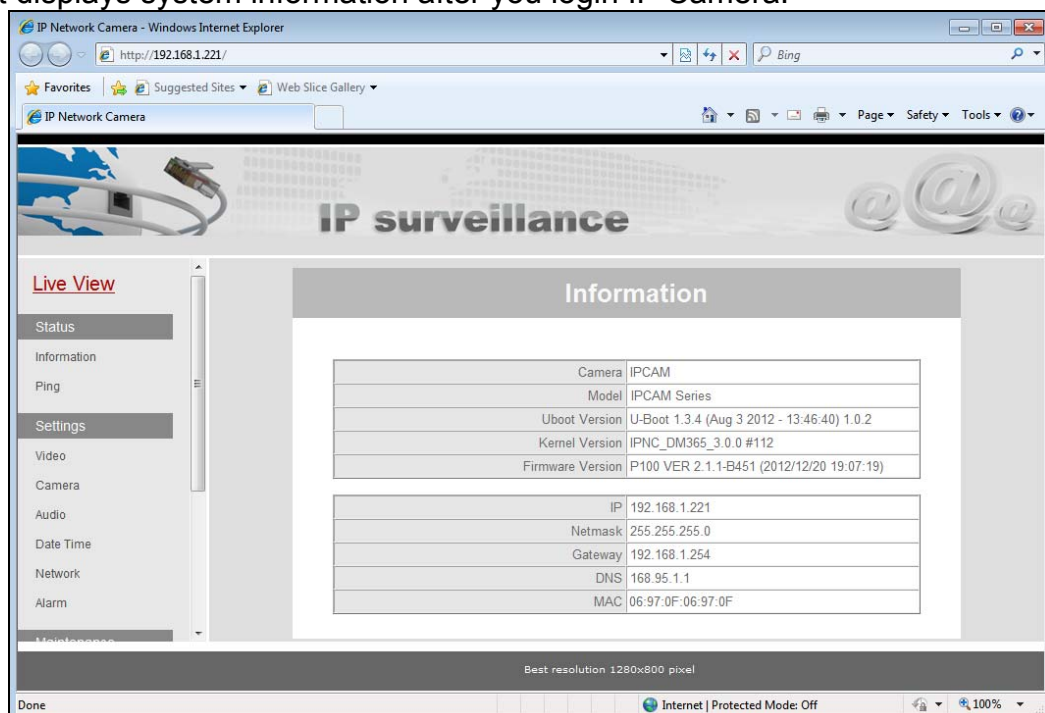 t displays system information after you login IP Camera.
IP Network Camera - Windows Internet Explorer
http://192.168.1.221/
Bing
Favorites Suggested Sites Web Slice Gallery
IP Network Camera Page Safety Tools
IP surveillance
Live View
Status
Information
Ping
Settings
Video
Camera
Audio
Date Time
Network
Alarm
Maintenance
Information
Camera IPCAM
Model IPCAM Series
Uboot Version U-Boot 1.3.4 (Aug 3 2012 - 13:46:40) 1.0.2
Kernel Version IPNC_DM365_3.0.0 #112
Firmware Version P100 VER 2.1.1-B451 (2012/12/20 19:07:19)
IP 192.168.1.221
Netmask 255.255.255.0
Gateway 192.168.1.254
DNS 168.95.1.1
MAC 06:97:0F:06:97:0F
Best resolution 1280x800 pixel
Done Internet | Protected Mode: Off 100%